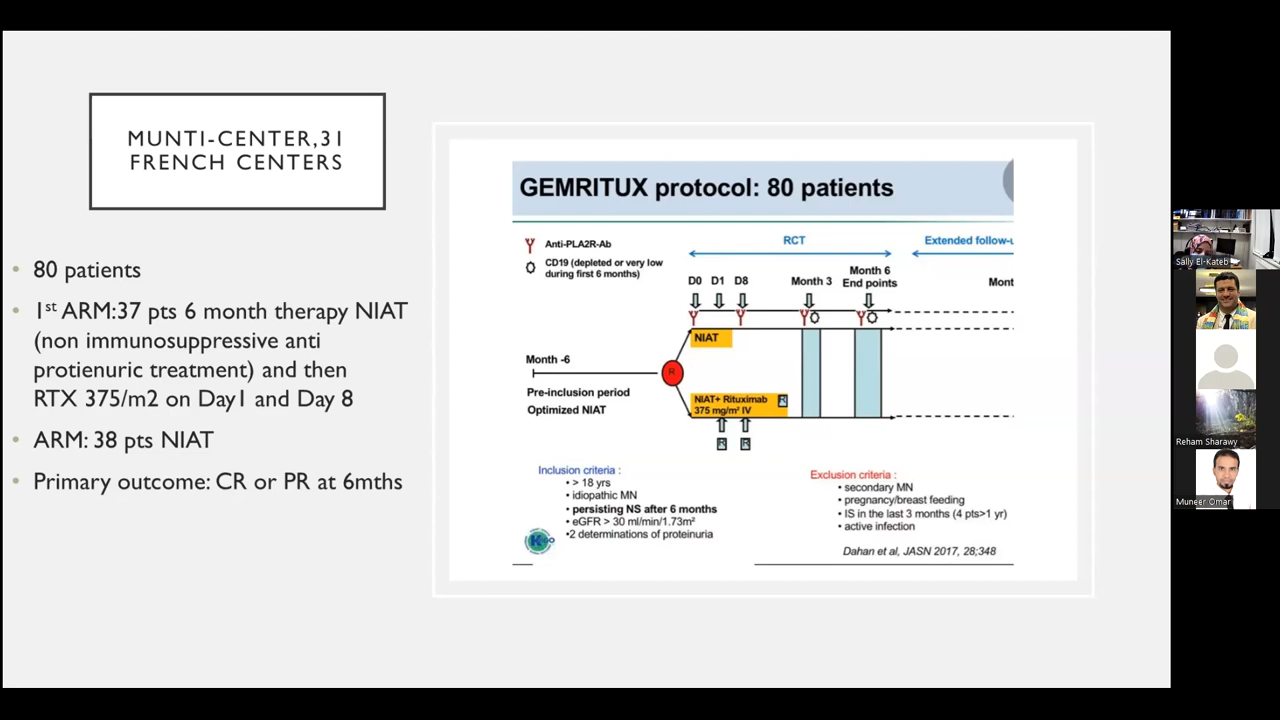 MUNTI-CENTER,31
FRENCH CENTERS
80 patients
1st ARM:37 pts 6 month therapy NIAT
(non immunosuppressive anti
protienuric treatment) and then
RTX 375/m2 on Day1 and Day 8
ARM: 38 pts NIAT
Primary outcome: CR or PR at 6mths
GEMRITUX protocol: 80 patients
Anti-PLA2R-Ab
CD19 (depleted or very low
during first 6 months)
RCT
Extended follow-u
D0 D1 D8 Month 3 Month 6
End points
Mont
NIAT
Month -6
R
Pre-inclusion period
Optimized NIAT
NIAT+ Rituximab R
375 mg/m² IV
R R
Inclusion criteria :
• > 18 yrs
• idiopathic MN
• persisting NS after 6 months
• eGFR > 30 ml/min/1.73m²
•2 determinations of proteinuria
Exclusion criteria :
• secondary MN
• pregnancy/breast feeding
• IS in the last 3 months (4 pts>1 yr)
• active infection
Dahan et al, JASN 2017, 28;348
Sally El-Kateb
Reham Sharawy
Muneer Omar